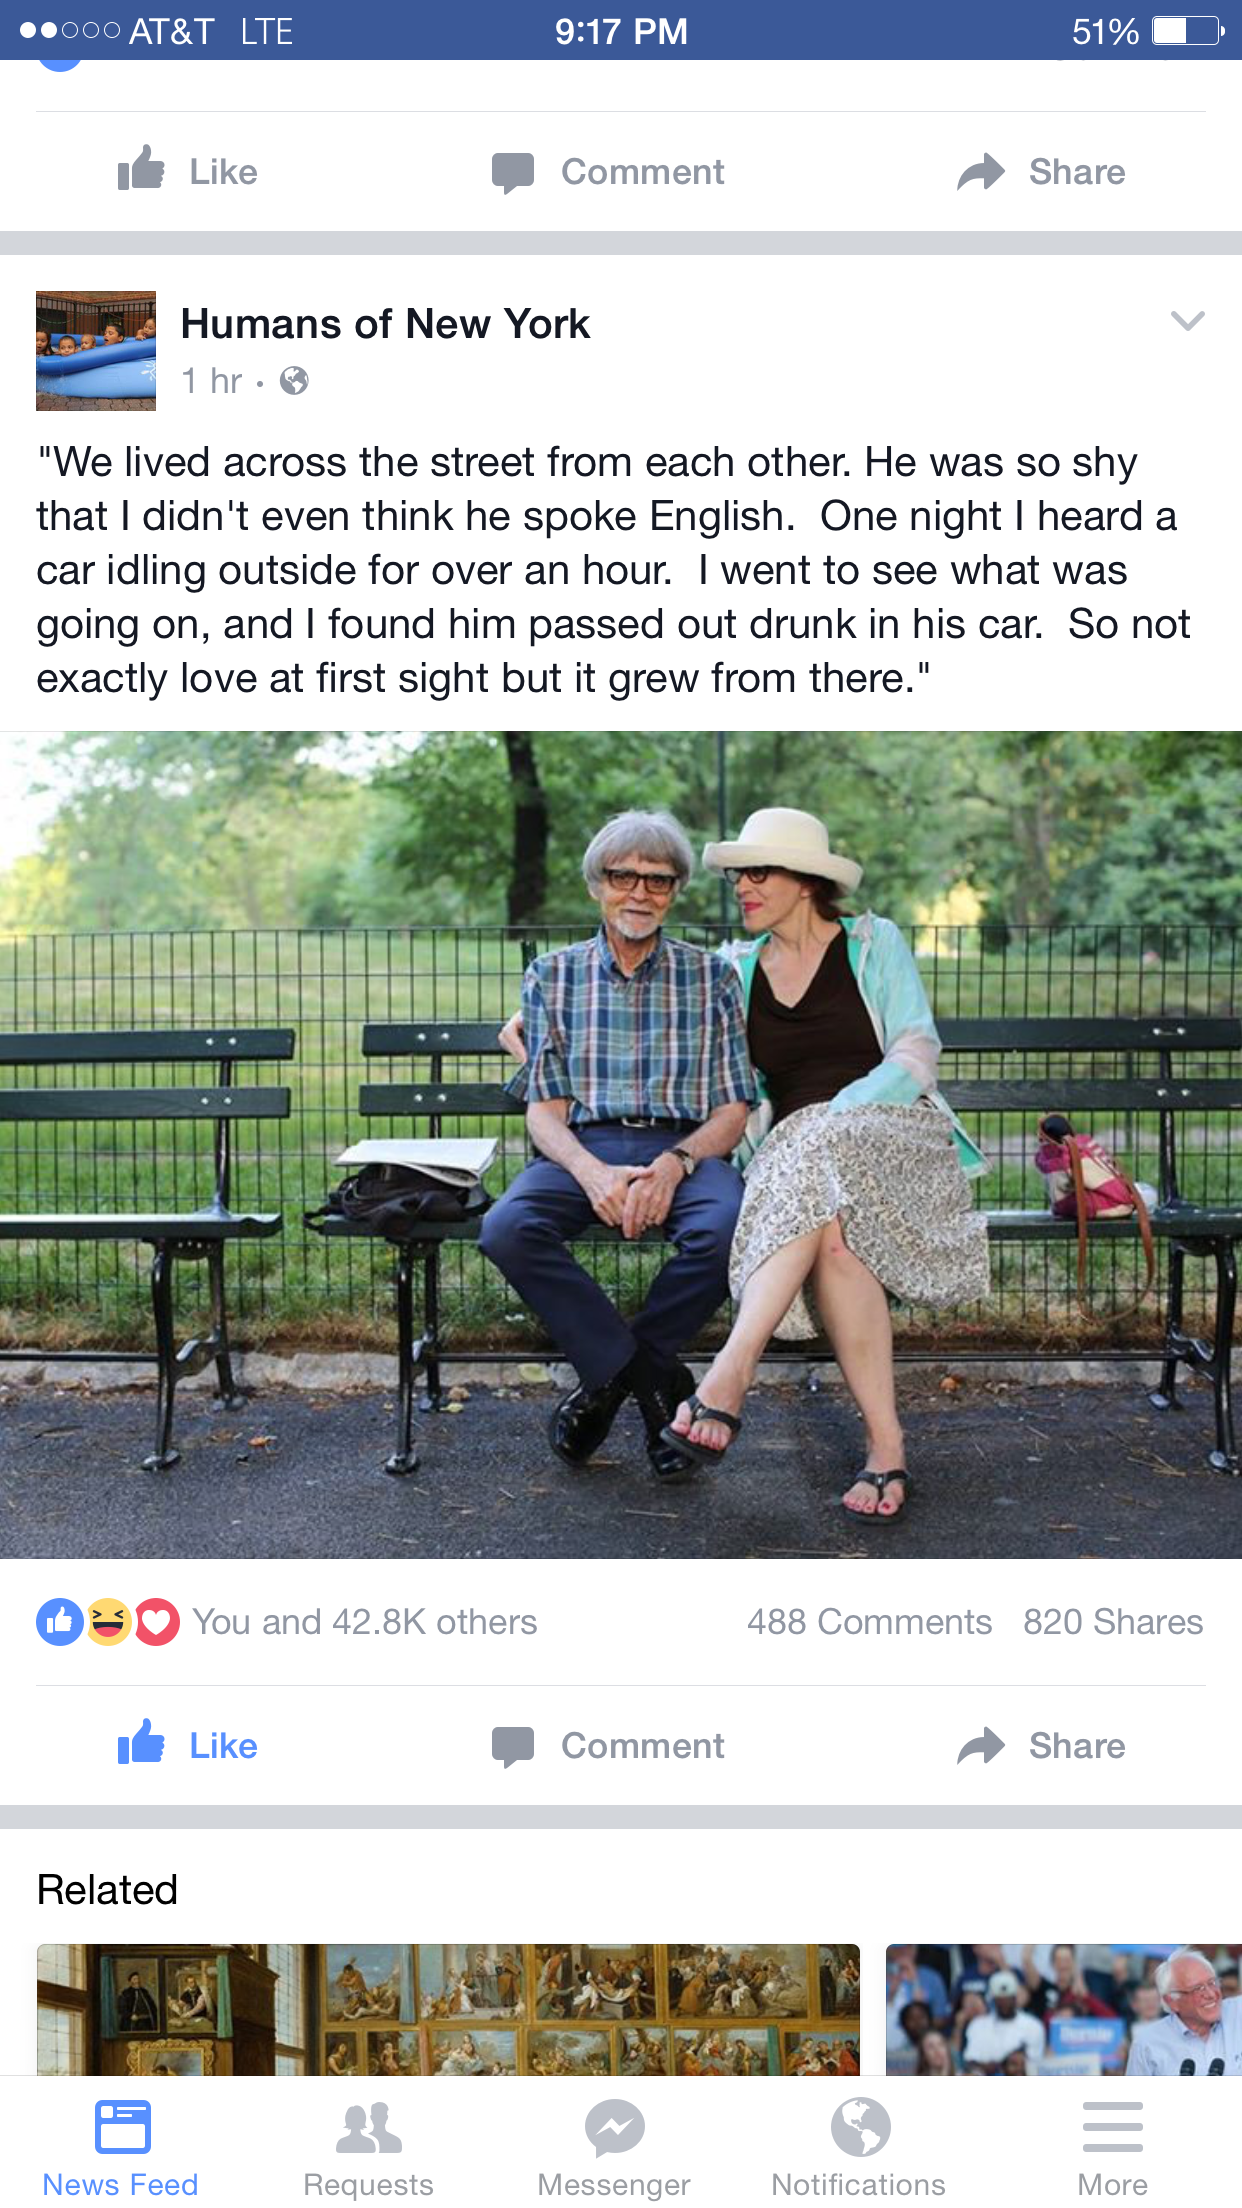 AT&T LTE 9:17 PM 51%
Like Comment Share
Humans of New York
1 hr ·
"We lived across the street from each other. He was so shy
that I didn't even think he spoke English.  One night I heard a
car idling outside for over an hour.  I went to see what was
going on, and I found him passed out drunk in his car.  So not
exactly love at first sight but it grew from there."
You and 42.8K others 488 Comments 820 Shares
Like Comment Share
Related
Bernie
News Feed Requests Messenger Notifications More